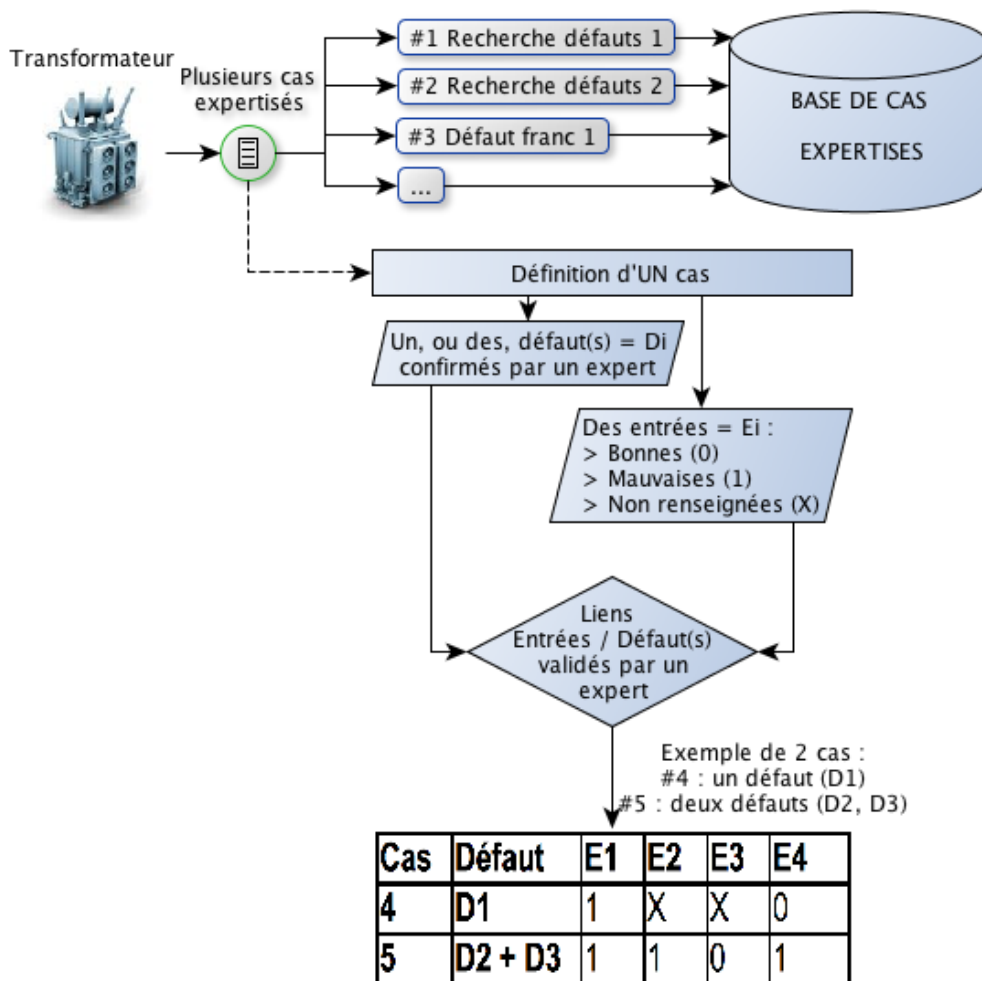 Transformateur
Plusieurs cas
expertisés
#1 Recherche défauts 1
#2 Recherche défauts 2
#3 Défaut franc 1
...
BASE DE CAS
EXPERTISES
Définition d'UN cas
Un, ou des, défaut(s) = Di
confirmés par un expert
Des entrées = Ei :
> Bonnes (0)
> Mauvaises (1)
> Non renseignées (X)
Liens
Entrées / Défaut(s)
validés par un
expert
Exemple de 2 cas :
#4 : un défaut (D1)
#5 : deux défauts (D2, D3)
Cas Défaut E1 E2 E3 E4
4 D1 1 X X 0
5 D2 + D3 1 1 0 1